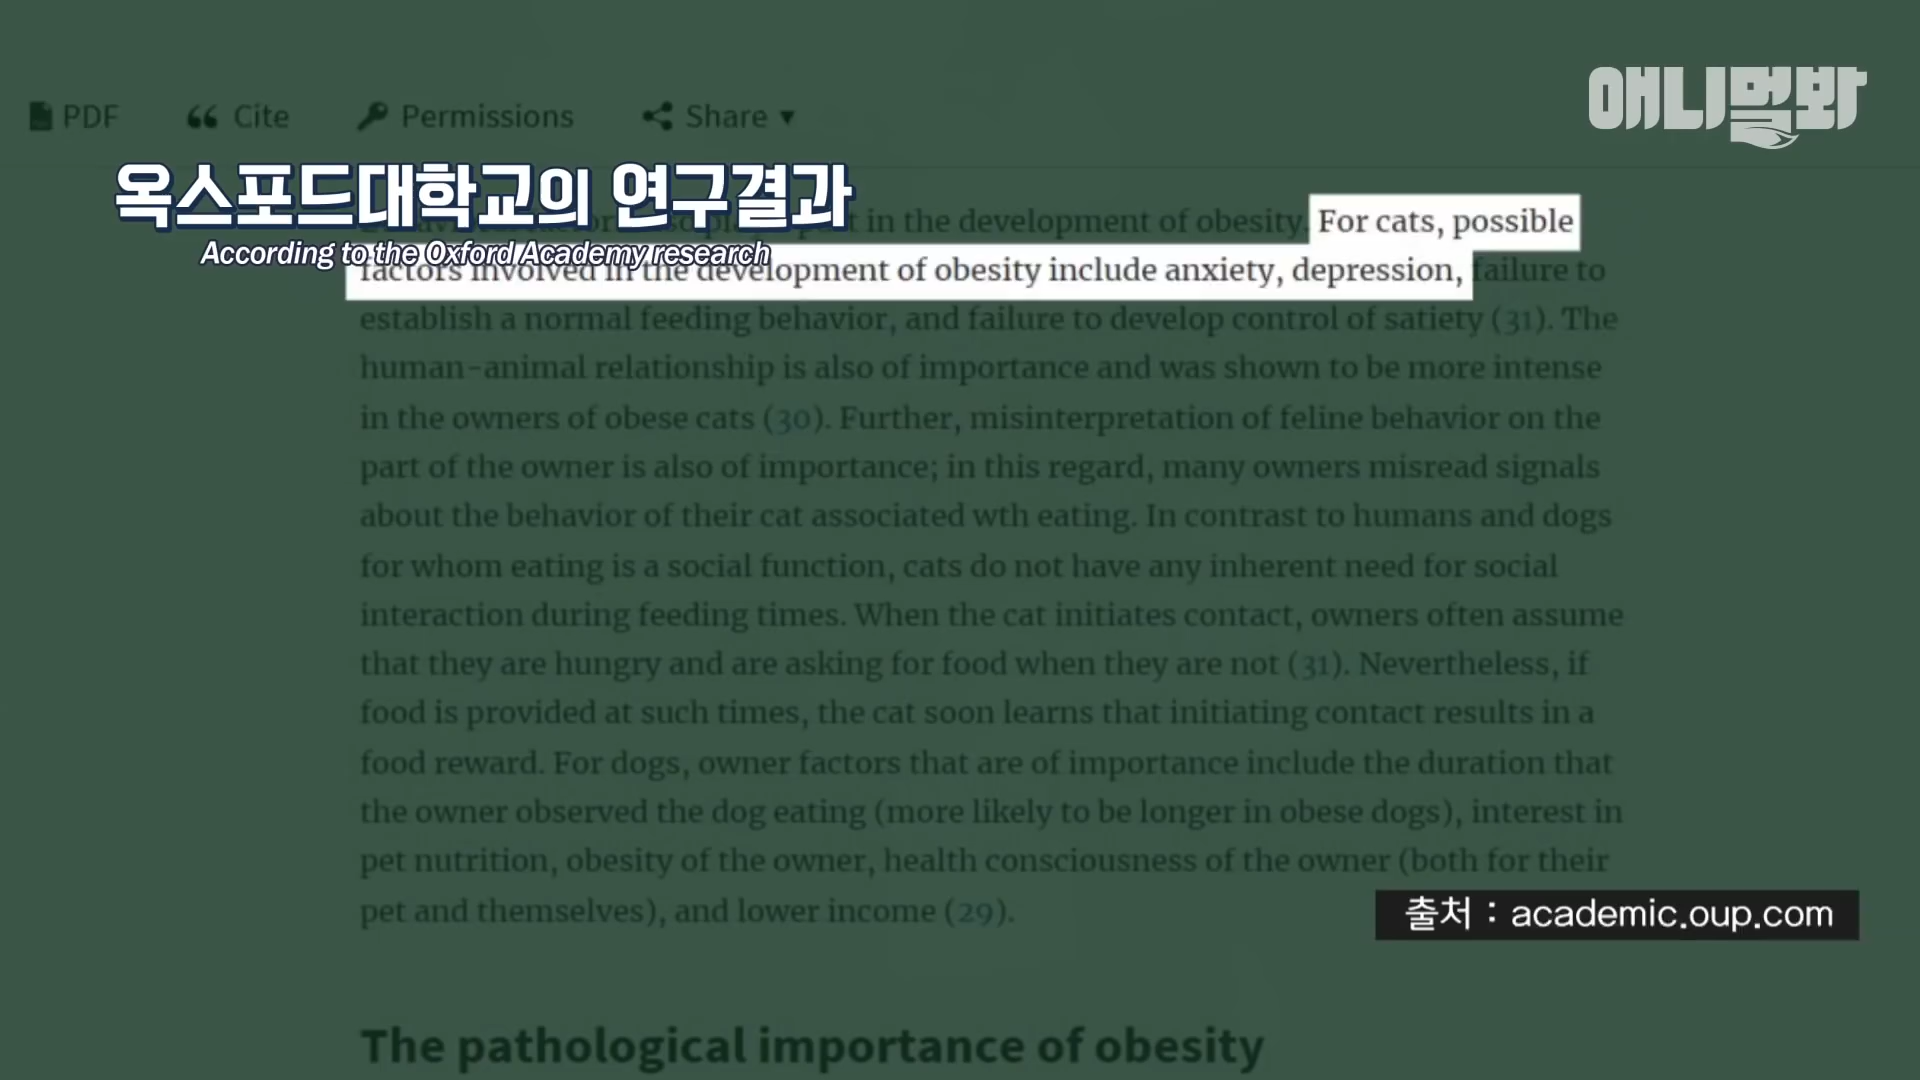 애니멀봐
PDF
Cite
Permissions
Share
옥스포드대학교의 연구결과
According to the Oxford Academy research
in the development of obesity. For cats, possible
factors involved in the development of obesity include anxiety, depression, failure to
establish a normal feeding behavior, and failure to develop control of satiety (31). The
human-animal relationship is also of importance and was shown to be more intense
in the owners of obese cats (30). Further, misinterpretation of feline behavior on the
part of the owner is also of importance; in this regard, many owners misread signals
about the behavior of their cat associated wth eating. In contrast to humans and dogs
for whom eating is a social function, cats do not have any inherent need for social
interaction during feeding times. When the cat initiates contact, owners often assume
that they are hungry and are asking for food when they are not (31). Nevertheless, if
food is provided at such times, the cat soon learns that initiating contact results in a
food reward. For dogs, owner factors that are of importance include the duration that
the owner observed the dog eating (more likely to be longer in obese dogs), interest in
pet nutrition, obesity of the owner, health consciousness of the owner (both for their
pet and themselves), and lower income (29).
출처 : academic.oup.com
The pathological importance of obesity